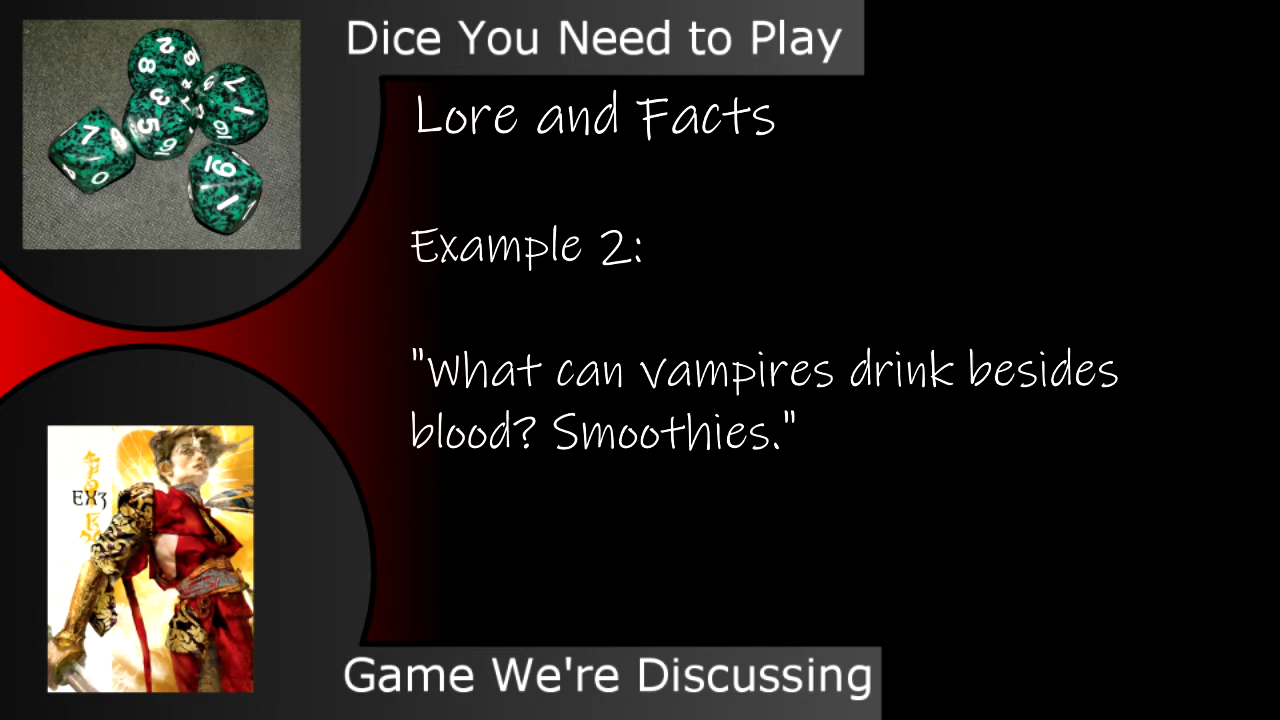 Dice You Need to Play
Lore and Facts
Example 2:
"What can vampires drink besides
blood? Smoothies."
EX3
Game We're Discussing